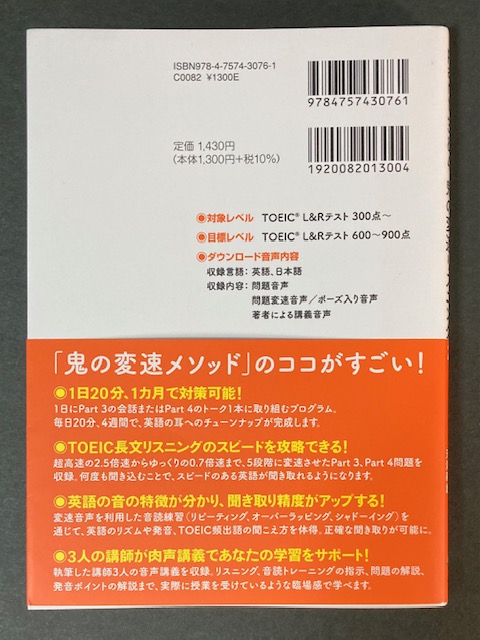 ISBN978-4-7574-3076-1
C0082 ¥1300E
9784757430761
定価 1,430円
(本体1,300円+税10%)
1920082013004
●対象レベル TOEIC® L&Rテスト 300点〜
●目標レベル TOEIC® L&Rテスト 600〜900点
●ダウンロード音声内容
収録言語:英語、日本語
収録内容:問題音声
問題変速音声/ポーズ入り音声
著者による講義音声
「鬼の変速メソッド」のココがすごい!
●1日20分、1カ月で対策可能!
1日にPart 3の会話またはPart 4のトーク1本に取り組むプログラム。
毎日20分、4週間で、英語の耳へのチューンナップが完成します。
●TOEIC長文リスニングのスピードを攻略できる!
超高速の2.5倍速からゆっくりの0.7倍速まで、5段階に変速させたPart 3、Part 4問題を
収録。何度も聞き込むことで、スピードのある英語が聞き取れるようになります。
●英語の音の特徴が分かり、聞き取り精度がアップする!
変速音声を利用した音読練習(リピーティング、オーバーラッピング、シャドーイング)を
通じて、英語のリズムや発音、TOEIC頻出語の聞こえ方を体得。正確な聞き取りが可能に。
●3人の講師が肉声講義であなたの学習をサポート!
執筆した講師3人の音声講義を収録。リスニング、音読トレーニングの指示、問題の解説、
発音ポイントの解説まで、実際に授業を受けているような臨場感で学べます。